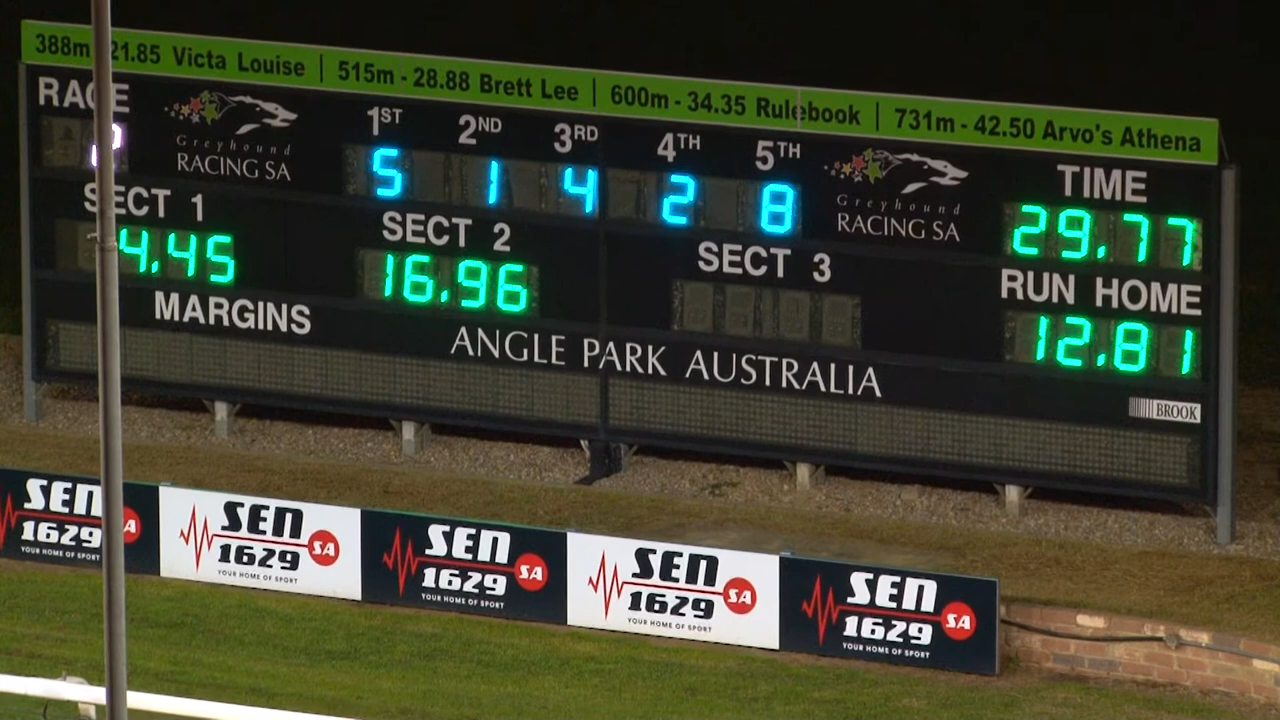 388m 21.85 Victa Louise | 515m - 28.88 Brett Lee | 600m - 34.35 Rulebook | 731m - 42.50 Arvo's Athena
RACE
Greyhound
RACING SA
1ST 2ND 3RD 4TH 5TH
5 1 4 2 8
Greyhound
RACING SA
TIME
29.77
SECT 1
4.45
SECT 2
16.96
SECT 3
RUN HOME
12.81
MARGINS
ANGLE PARK AUSTRALIA
BROOK
SEN
1629
A
YOUR HOME OF SPORT
SEN
1629
SA
YOUR HOME OF SPORT
SEN
1629
SA
YOUR HOME OF SPORT
SEN
1629
SA
YOUR HOME OF SPORT
SEN
1629
SA
YOUR HOME OF SPORT